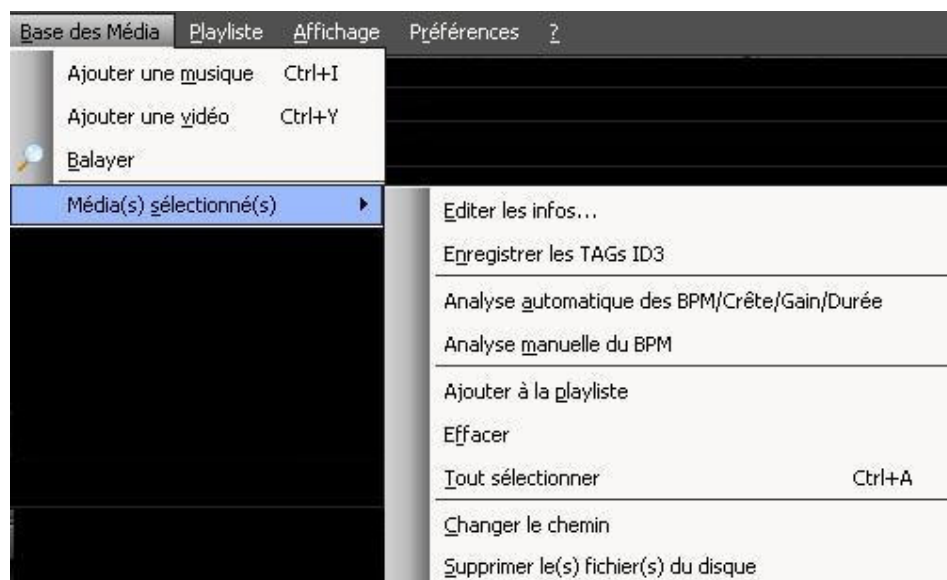 Base des Média Playliste Affichage Préférences ?
Ajouter une musique Ctrl+I
Ajouter une vidéo Ctrl+Y
Balayer
Média(s) sélectionné(s)
Editer les infos...
Enregistrer les TAGs ID3
Analyse automatique des BPM/Crête/Gain/Durée
Analyse manuelle du BPM
Ajouter à la playliste
Effacer
Tout sélectionner Ctrl+A
Changer le chemin
Supprimer le(s) fichier(s) du disque